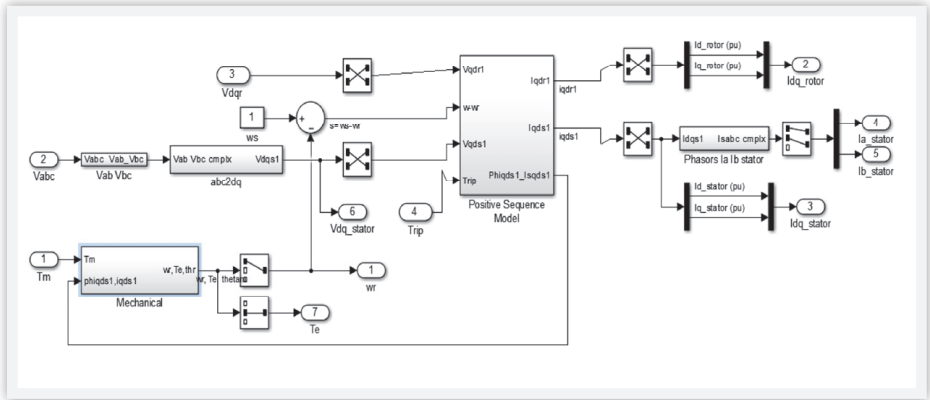 3
Vdqr
1
ws
s=ws-wr
2
Vabc
Vabc Vab_Vbc
Vab Vbc
Vab Vbc cmplx Vdqs1
abc2dq
6
Vdq_stator
4
Trip
Vqdr1
w-wr
Vqds1
Trip
Iqdr1
Iqds1
Phiqds1_Isqds1
Positive Sequence
Model
iqdr1
iqds1
Id_rotor (pu)
Iq_rotor (pu)
2
Idq_rotor
Idqs1 Isabc cmplx
Phasors Ia Ib stator
4
Ia_stator
5
Ib_stator
Id_stator (pu)
Iq_stator (pu)
3
Idq_stator
1
Tm
Tm
phiqds1,iqds1
wr,Te,thr
Mechanical
1
wr
7
Te